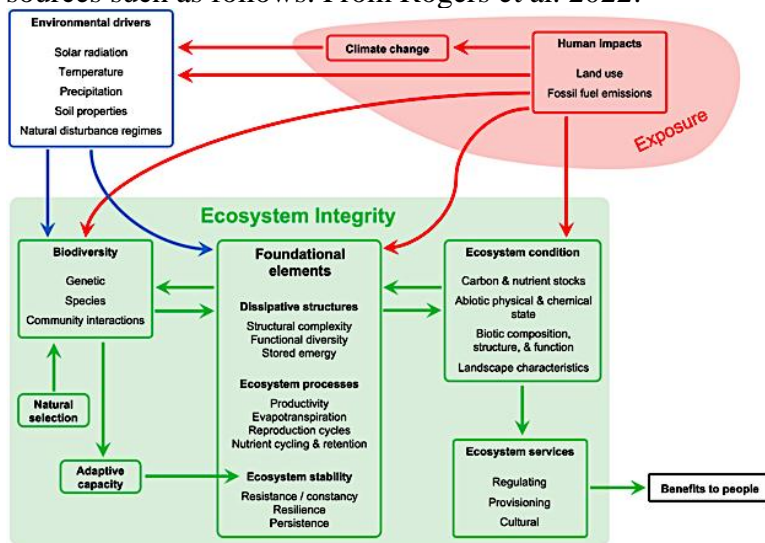 sources such as follows. From Rogers et al. 2022:
Environmental drivers
Solar radiation
Temperature
Precipitation
Soil properties
Natural disturbance regimes
Climate change
Human impacts
Land use
Fossil fuel emissions
Exposure
Ecosystem Integrity
Biodiversity
Genetic
Species
Community interactions
Natural
selection
Adaptive
capacity
Foundational
elements
Dissipative structures
Structural complexity
Functional diversity
Stored emergy
Ecosystem processes
Productivity
Evapotranspiration
Reproduction cycles
Nutrient cycling & retention
Ecosystem stability
Resistance / constancy
Resilience
Persistence
Ecosystem condition
Carbon & nutrient stocks
Abiotic physical & chemical
state
Biotic composition,
structure, & function
Landscape characteristics
Ecosystem services
Regulating
Provisioning
Cultural
Benefits to people